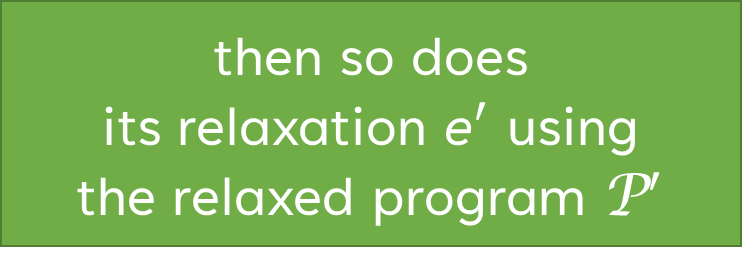 then so does
its relaxation e′ using
the relaxed program 𝒫′